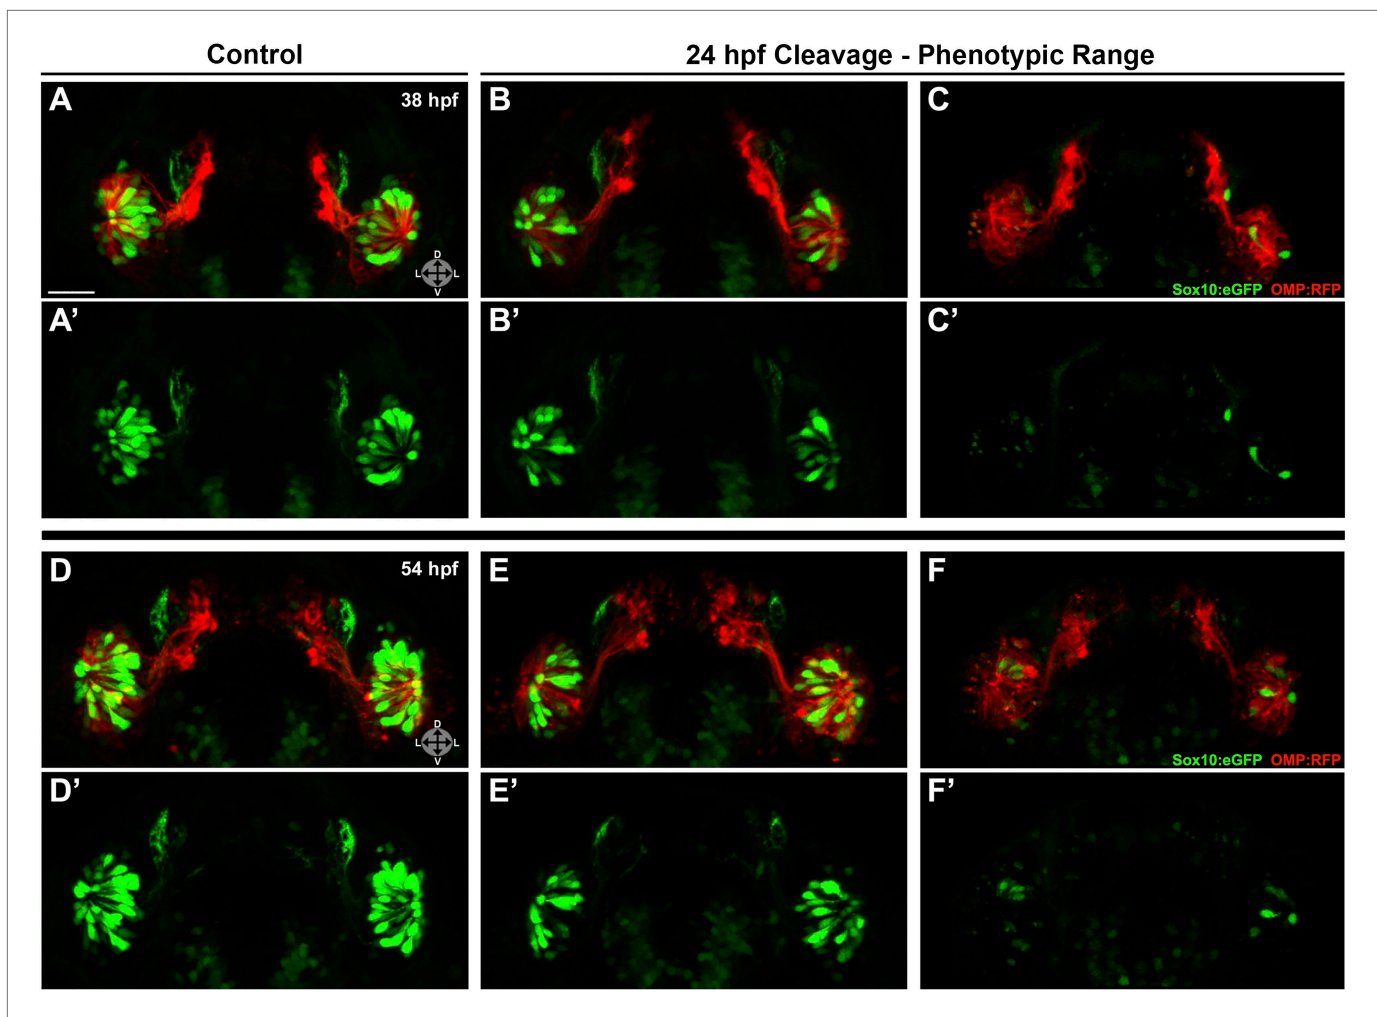 Control
24 hpf Cleavage - Phenotypic Range
A
38 hpf
D
L L
V
B
C
Sox10:eGFP OMP:RFP
A’
B’
C’
D
54 hpf
D
L L
V
E
F
Sox10:eGFP OMP:RFP
D’
E’
F’